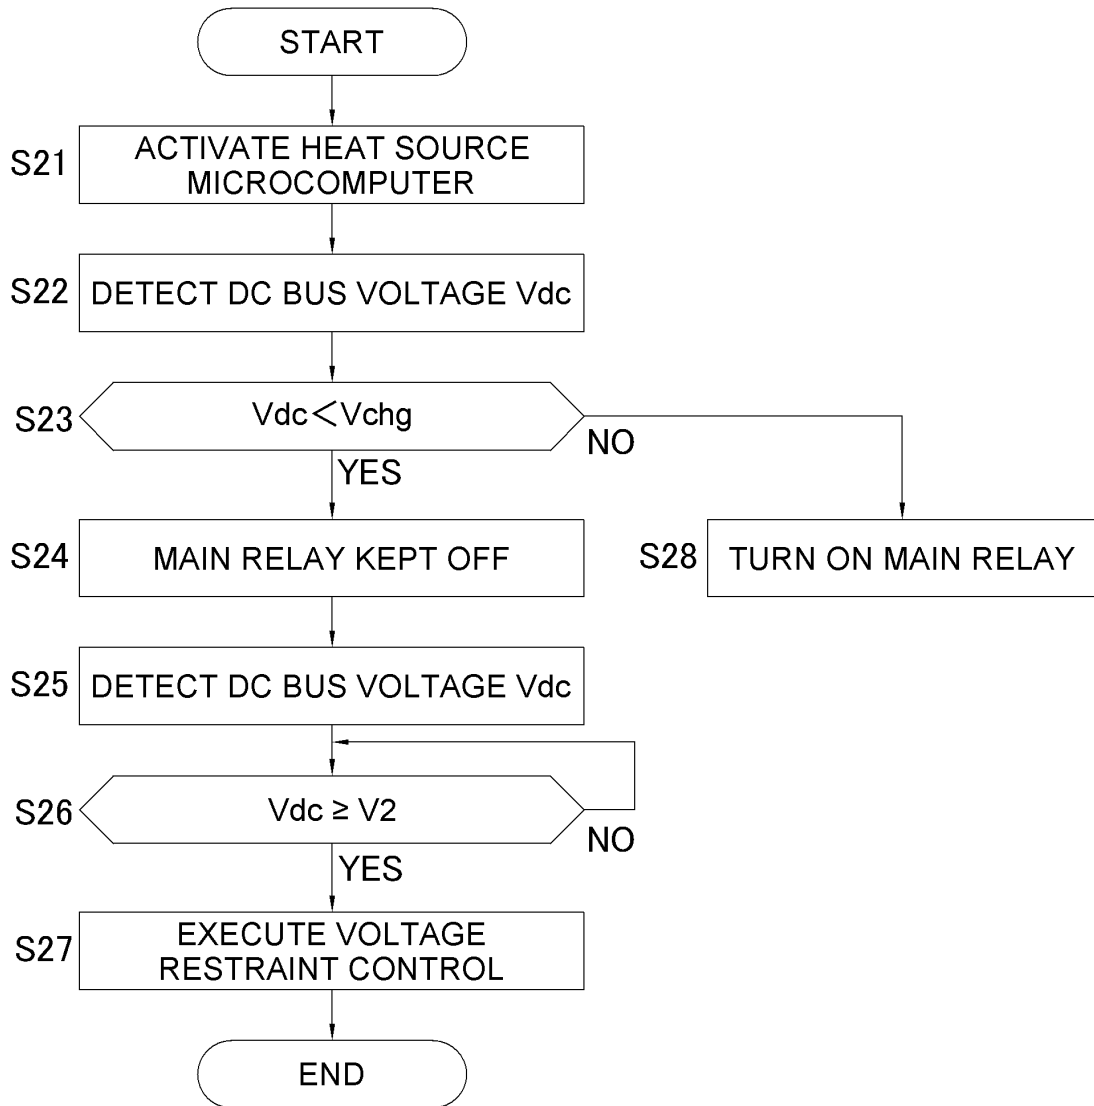 START
S21
ACTIVATE HEAT SOURCE
MICROCOMPUTER
S22
DETECT DC BUS VOLTAGE Vdc
S23
Vdc<Vchg
NO
YES
S24
MAIN RELAY KEPT OFF
S28
TURN ON MAIN RELAY
S25
DETECT DC BUS VOLTAGE Vdc
S26
Vdc ≥ V2
NO
YES
S27
EXECUTE VOLTAGE
RESTRAINT CONTROL
END